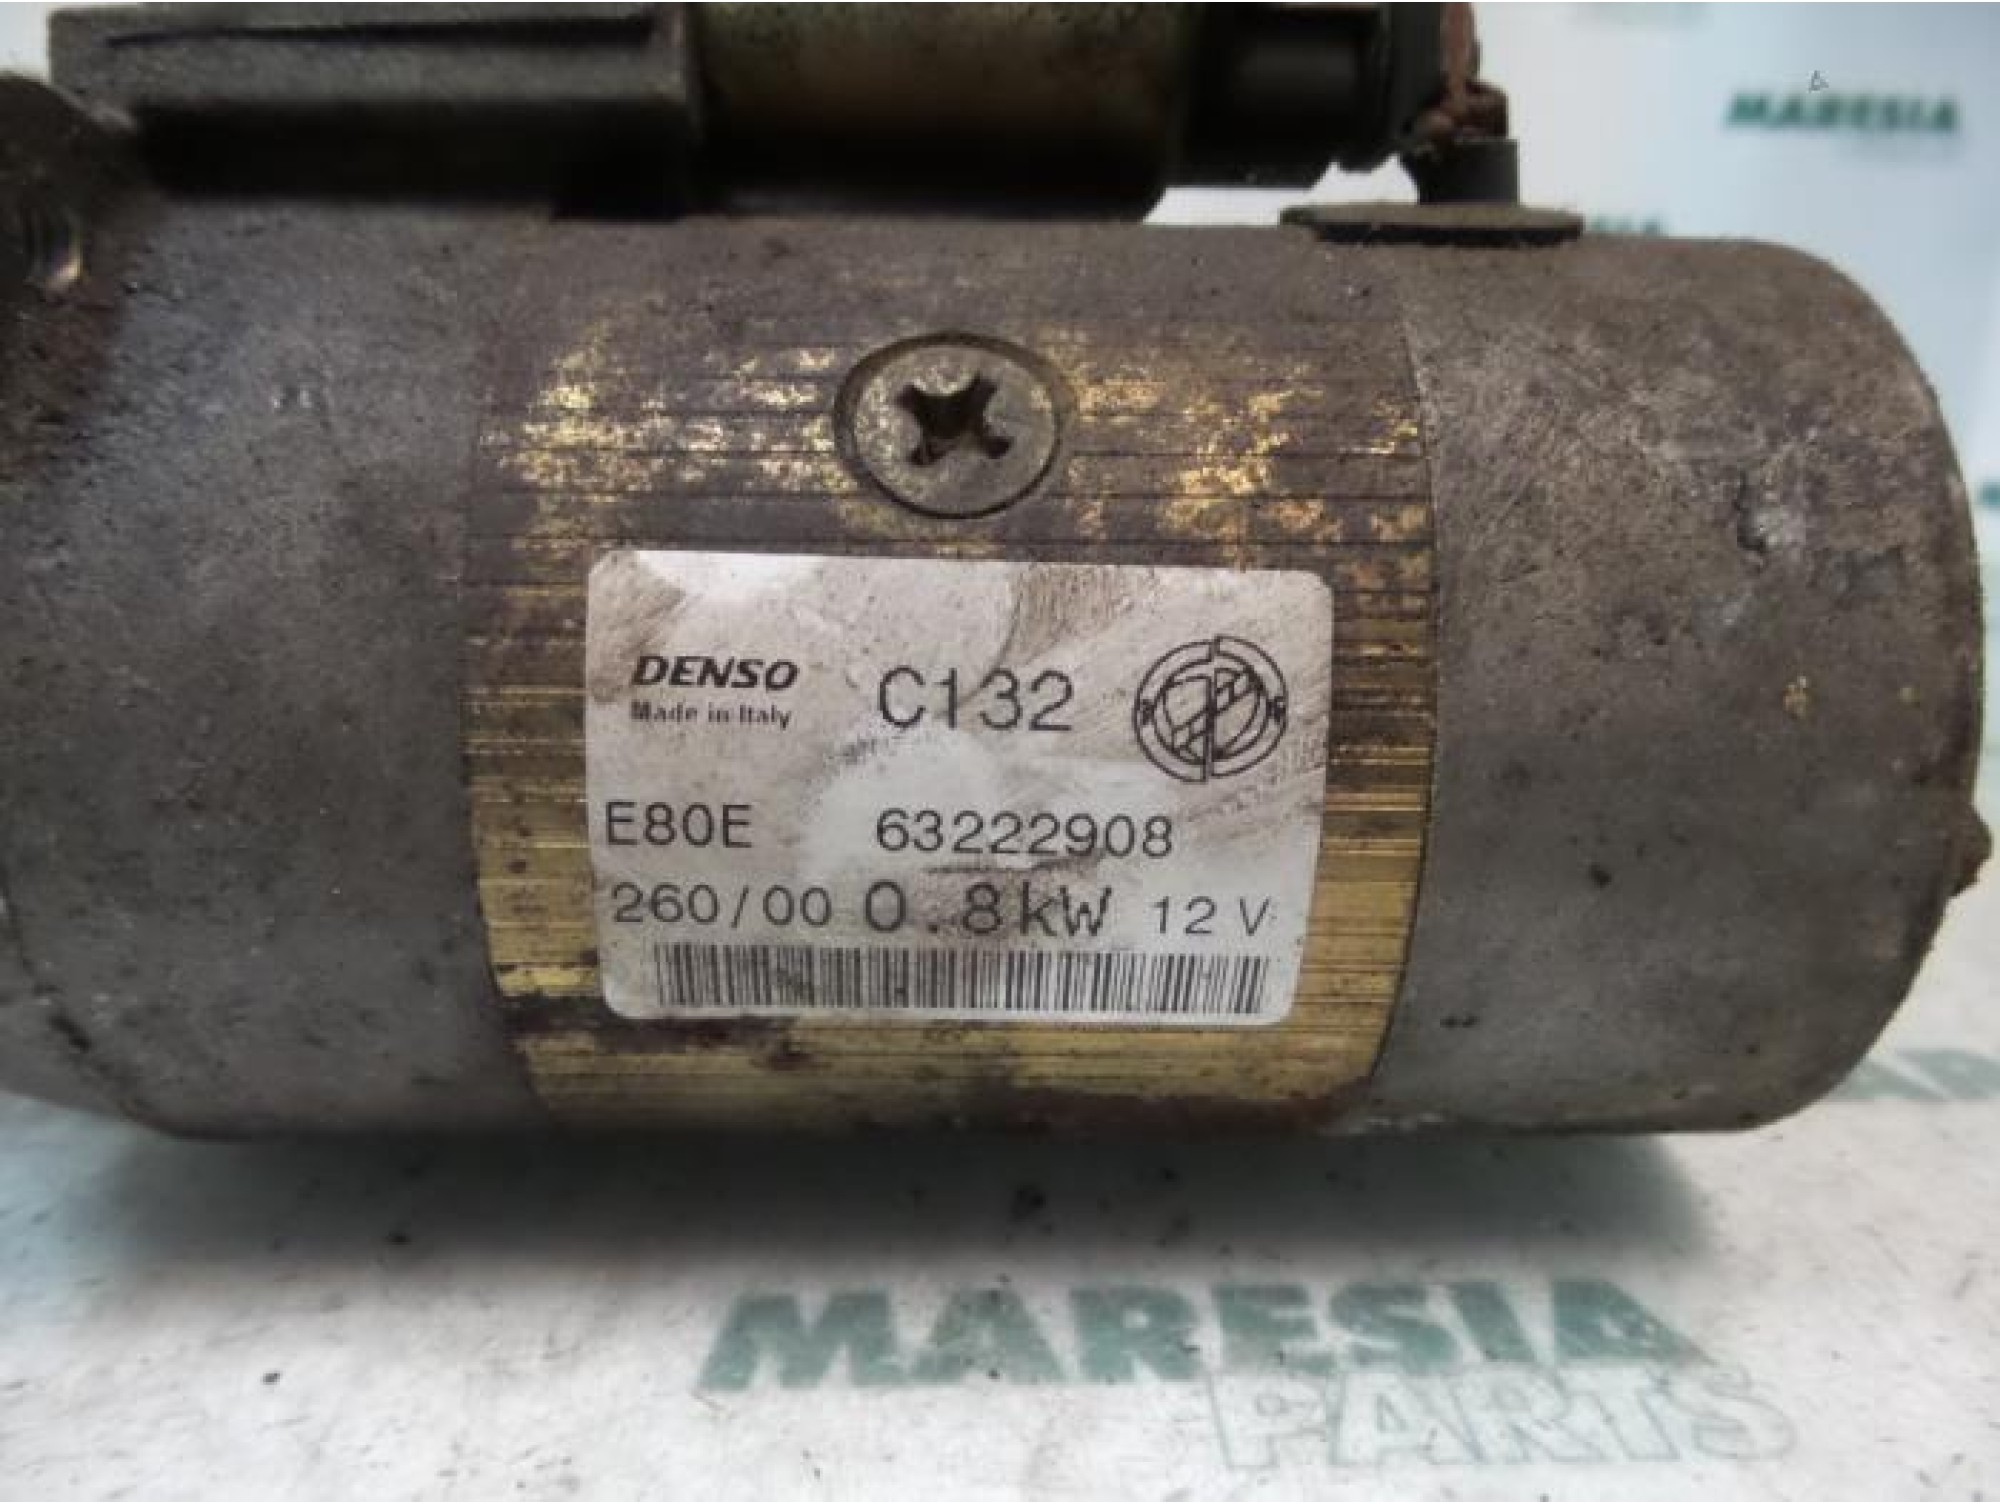 MARESIA
DENSO C132
Made in Italy
E80E 63222908
260/00 0.8kW 12V
MARESIA
PARTS